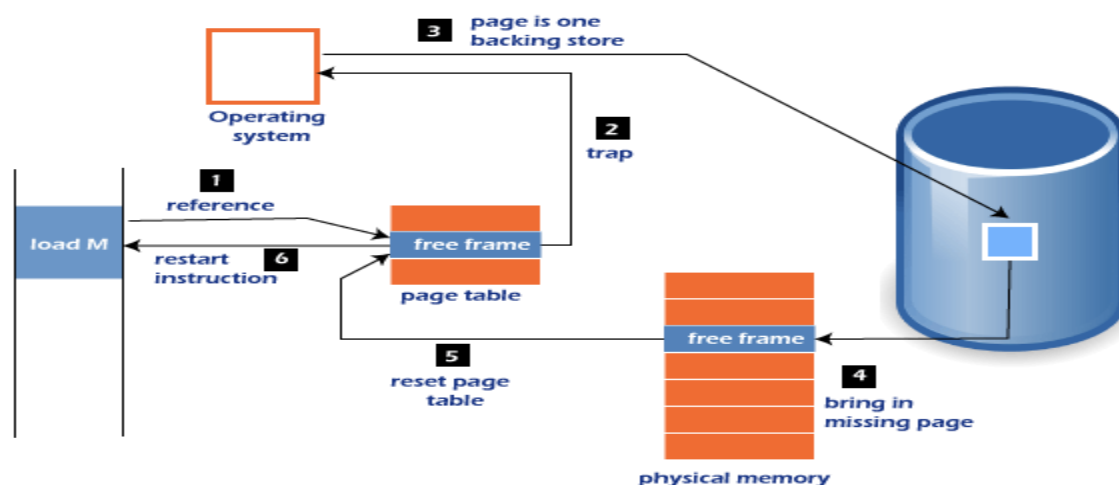 3
page is one
backing store
Operating
system
2
trap
1
reference
load M
free frame
6
restart
instruction
page table
free frame
5
reset page
table
4
bring in
missing page
physical memory